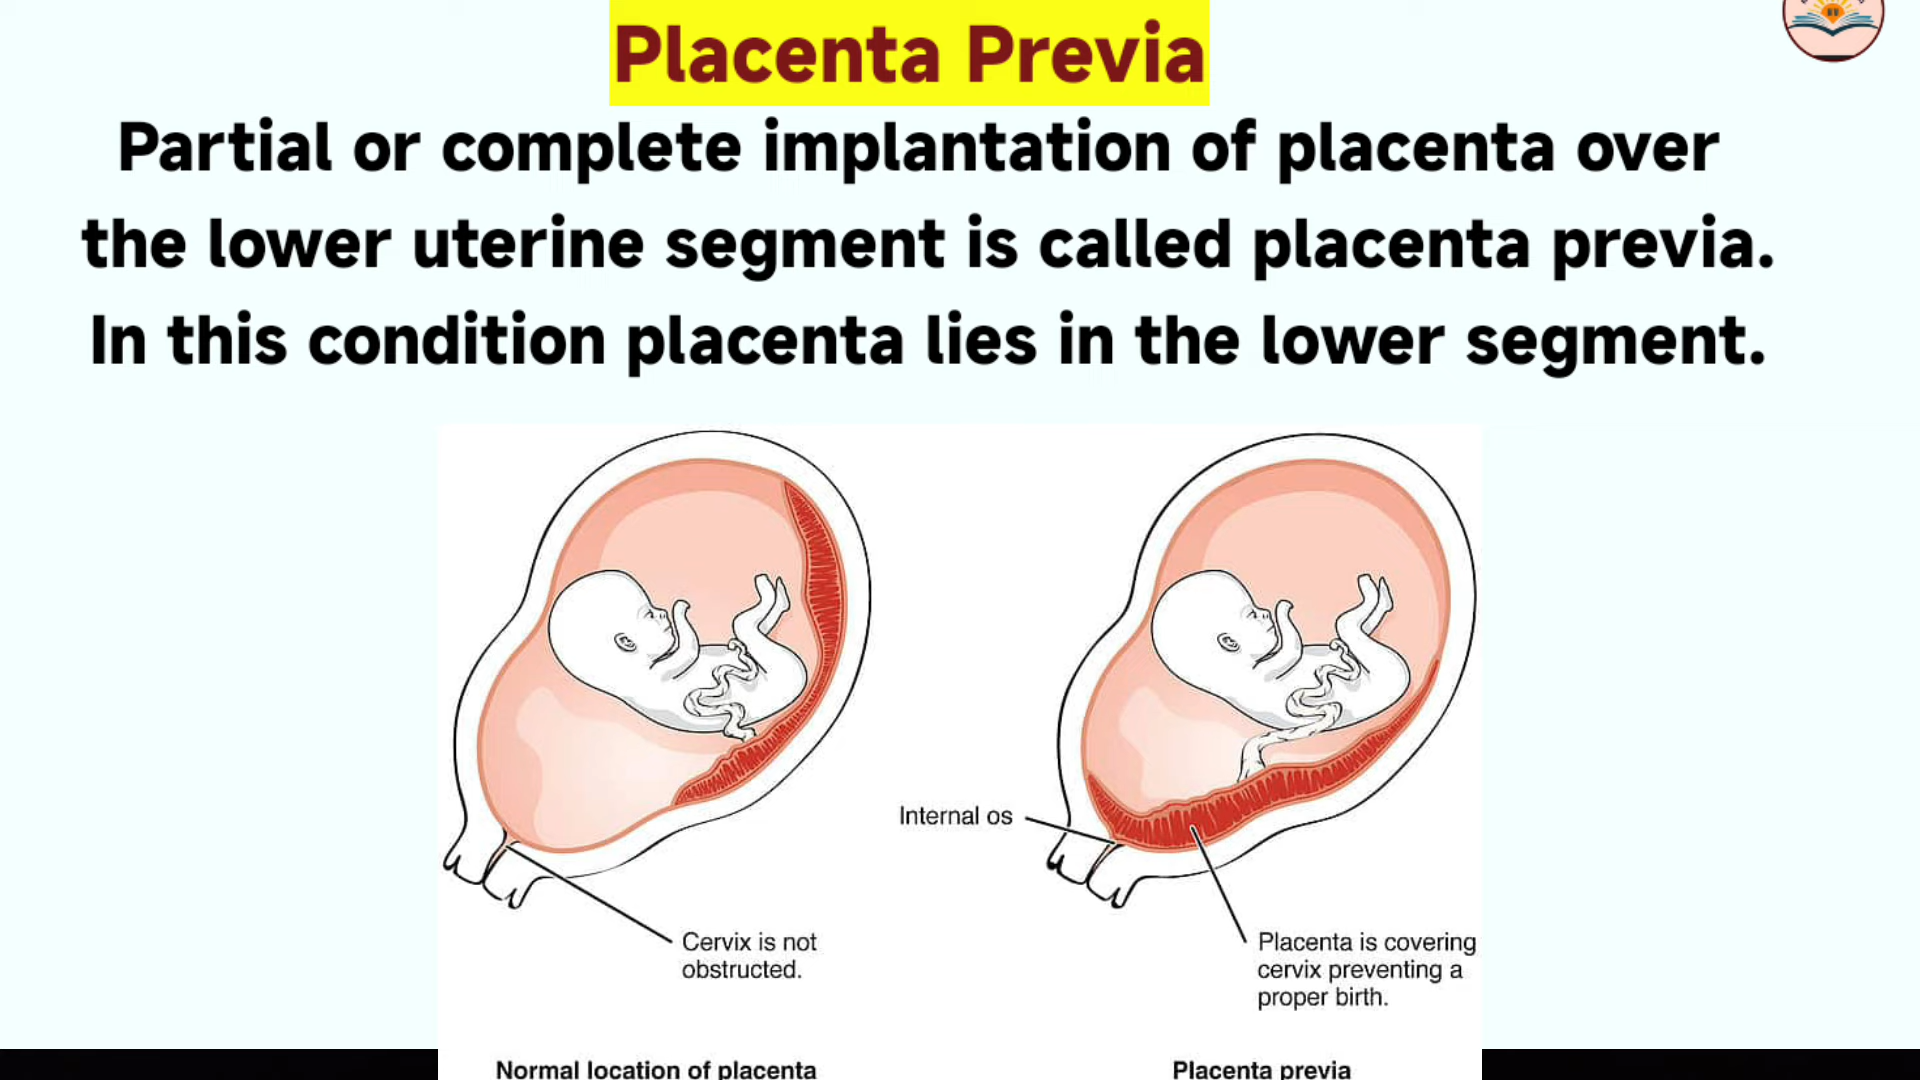 Placenta Previa
Partial or complete implantation of placenta over
the lower uterine segment is called placenta previa.
In this condition placenta lies in the lower segment.
Internal os
Cervix is not
obstructed.
Placenta is covering
cervix preventing a
proper birth.
Normal location of placenta
Placenta previa